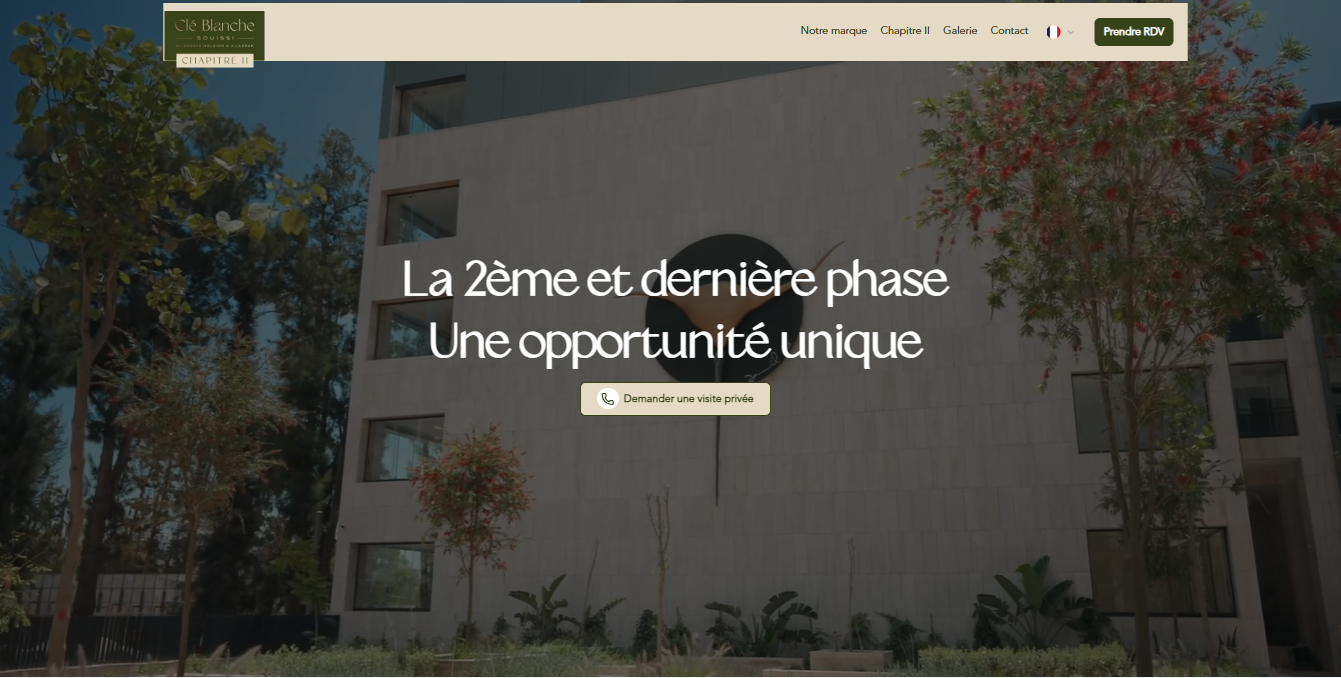 Clé Blanche
SOUISSI
CHAPITRE II
Notre marque Chapitre II Galerie Contact Prendre RDV
La 2ème et dernière phase
Une opportunité unique
Demander une visite privée